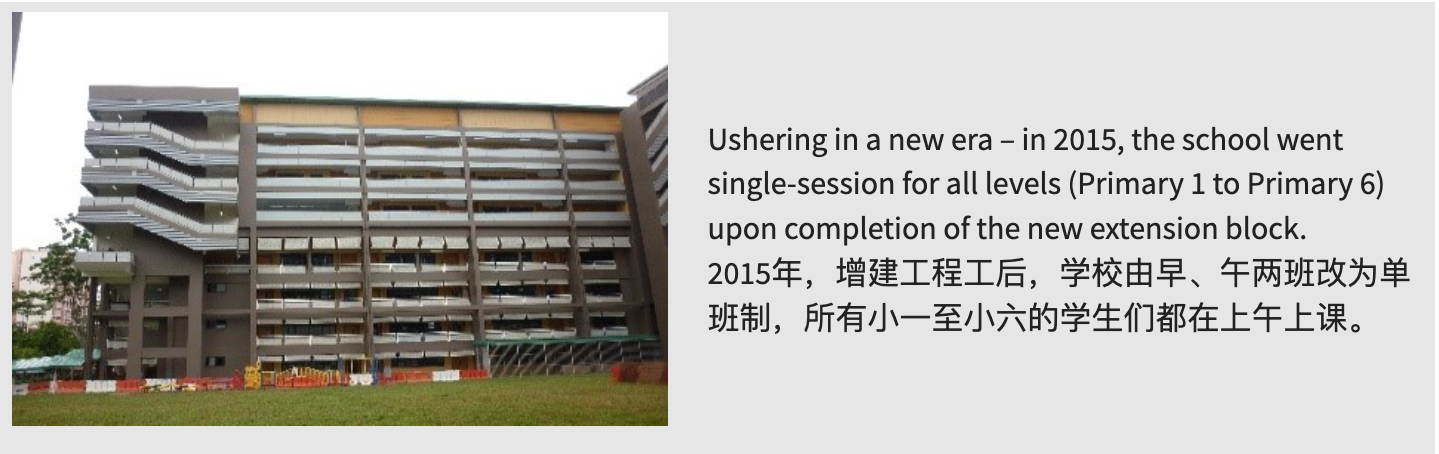 Ushering in a new era – in 2015, the school went
single-session for all levels (Primary 1 to Primary 6)
upon completion of the new extension block.
2015年，增建工程工后，学校由早、午两班改为单
班制，所有小一至小六的学生们都在上午上课。